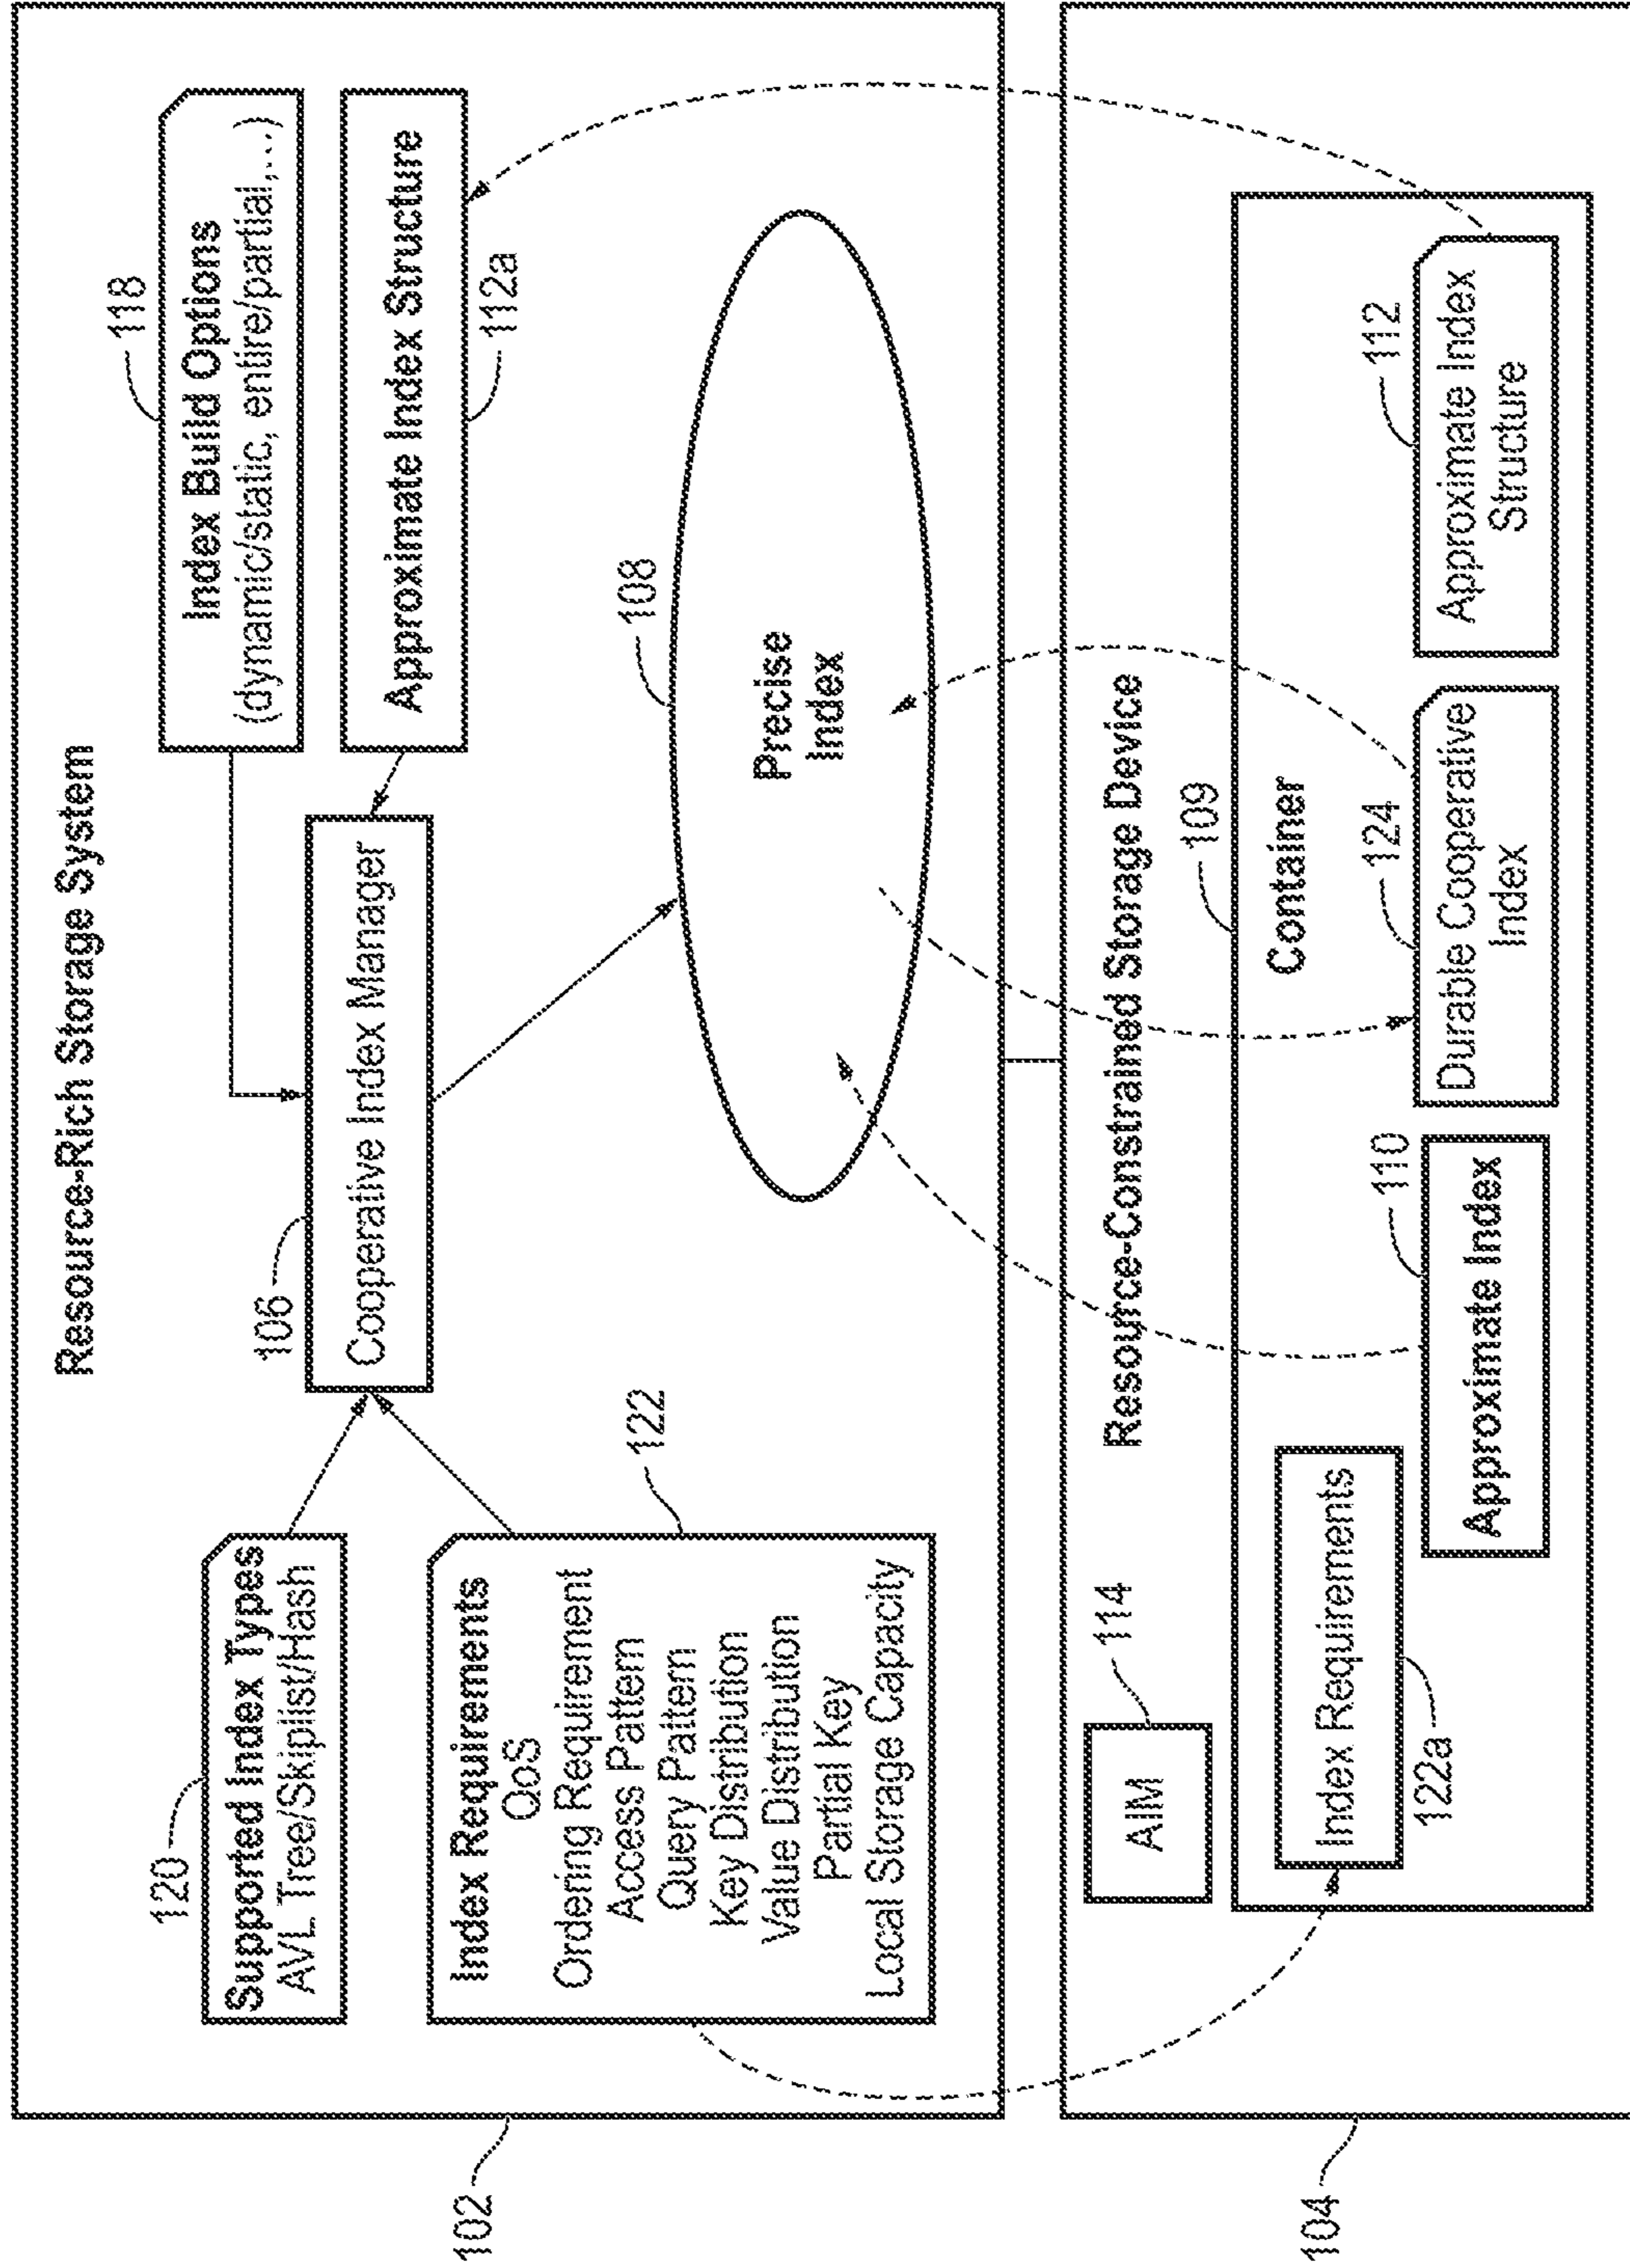 Resource-Rich Storage System
102
120
Supported Index Types
AVL Tree/Skiplist/Hash
106
Cooperative Index Manager
118
Index Build Options
(dynamic/static, entire/partial,...)
Approximate Index Structure
112a
122
Index Requirements
QoS
Ordering Requirement
Access Pattern
Query Pattern
Key Distribution
Value Distribution
Partial Key
Local Storage Capacity
108
Precise
Index
104
Resource-Constrained Storage Device
114
AIM
109
Container
Index Requirements
122a
110
Approximate Index
124
Durable Cooperative
Index
112
Approximate Index
Structure